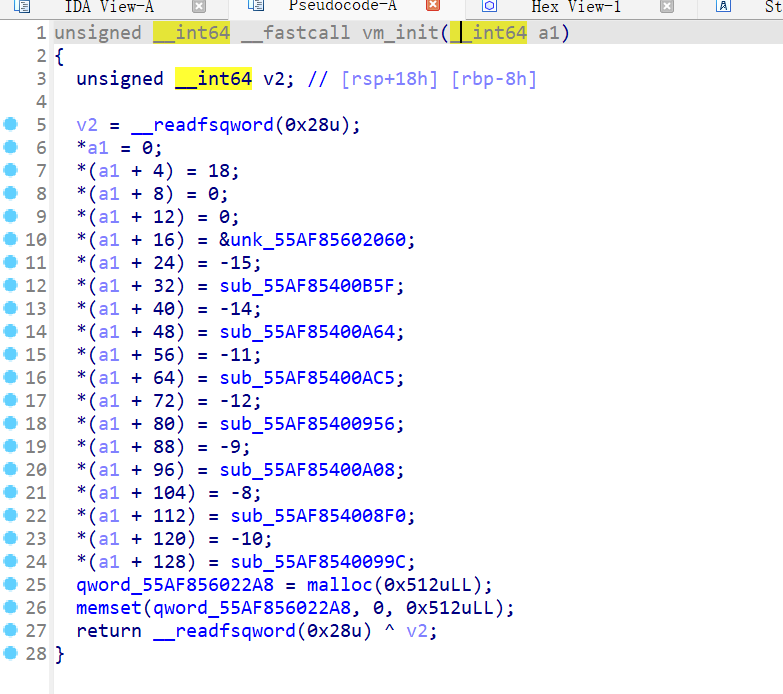 IDA View-A Pseudocode-A Hex View-1 St
1 unsigned __int64 __fastcall vm_init(__int64 a1)
2 {
3   unsigned __int64 v2; // [rsp+18h] [rbp-8h]
4
5   v2 = __readfsqword(0x28u);
6   *a1 = 0;
7   *(a1 + 4) = 18;
8   *(a1 + 8) = 0;
9   *(a1 + 12) = 0;
10   *(a1 + 16) = &unk_55AF85602060;
11   *(a1 + 24) = -15;
12   *(a1 + 32) = sub_55AF85400B5F;
13   *(a1 + 40) = -14;
14   *(a1 + 48) = sub_55AF85400A64;
15   *(a1 + 56) = -11;
16   *(a1 + 64) = sub_55AF85400AC5;
17   *(a1 + 72) = -12;
18   *(a1 + 80) = sub_55AF85400956;
19   *(a1 + 88) = -9;
20   *(a1 + 96) = sub_55AF85400A08;
21   *(a1 + 104) = -8;
22   *(a1 + 112) = sub_55AF854008F0;
23   *(a1 + 120) = -10;
24   *(a1 + 128) = sub_55AF8540099C;
25   qword_55AF856022A8 = malloc(0x512uLL);
26   memset(qword_55AF856022A8, 0, 0x512uLL);
27   return __readfsqword(0x28u) ^ v2;
28 }